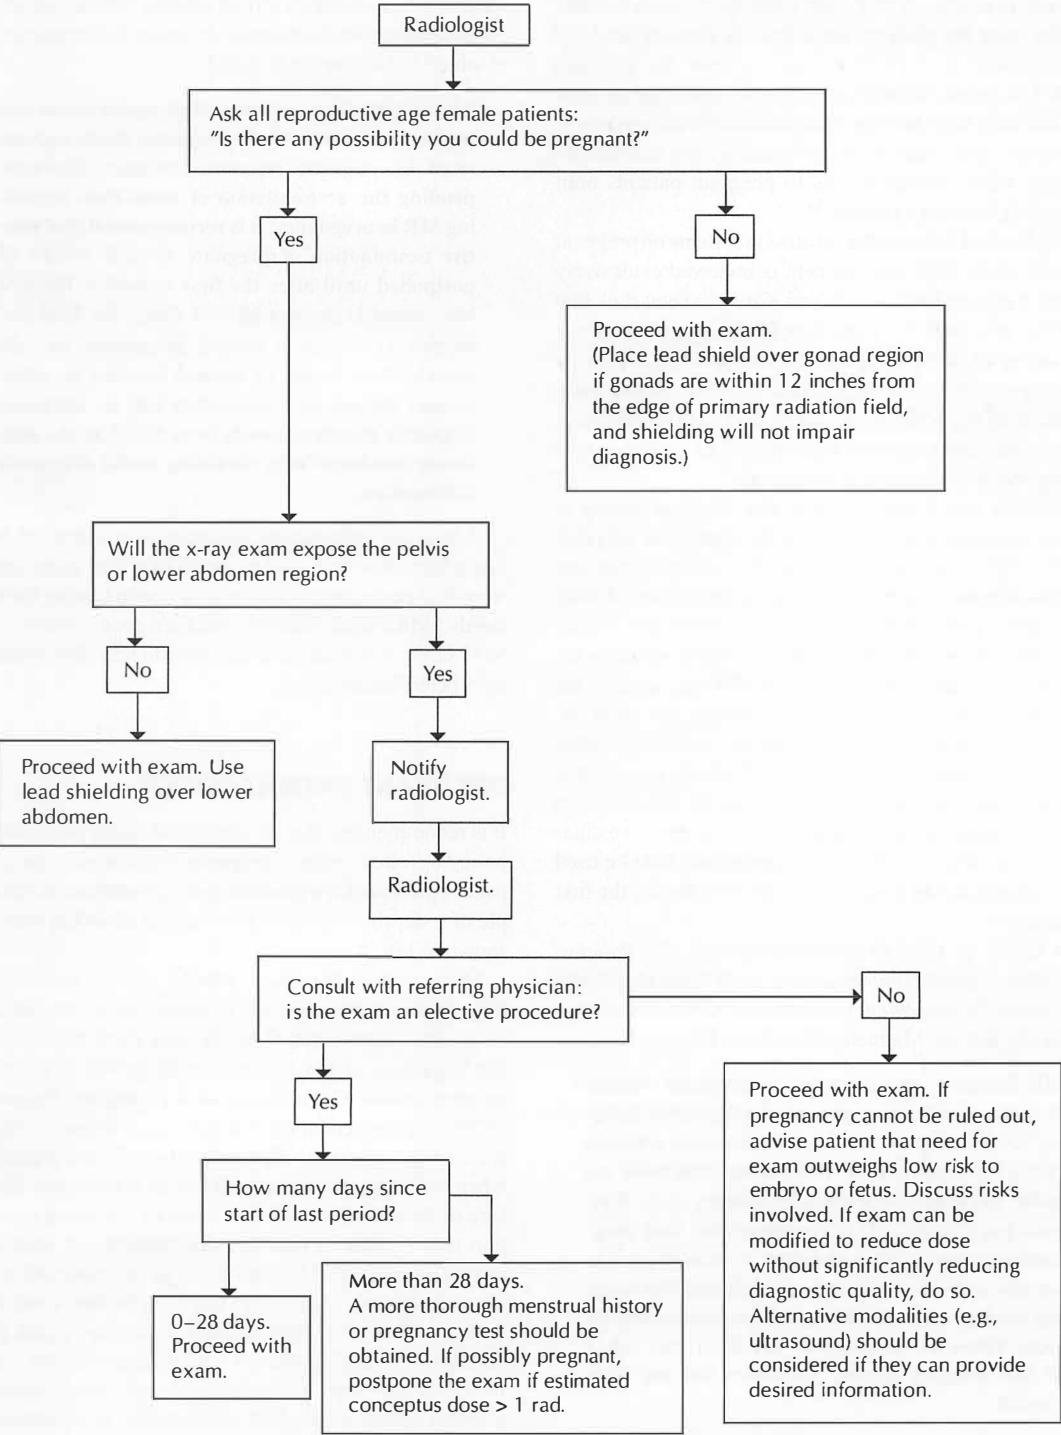 Radiologist
Ask all reproductive age female patients:
"Is there any possibility you could be pregnant?"
Yes
No
Proceed with exam.
(Place lead shield over gonad region
if gonads are within 12 inches from
the edge of primary radiation field,
and shielding will not impair
diagnosis.)
Will the x-ray exam expose the pelvis
or lower abdomen region?
No
Yes
Proceed with exam. Use
lead shielding over lower
abdomen.
Notify
radiologist.
Radiologist.
Consult with referring physician:
is the exam an elective procedure?
No
Yes
Proceed with exam. If
pregnancy cannot be ruled out,
advise patient that need for
exam outweighs low risk to
embryo or fetus. Discuss risks
involved. If exam can be
modified to reduce dose
without significantly reducing
diagnostic quality, do so.
Alternative modalities (e.g.,
ultrasound) should be
considered if they can provide
desired information.
How many days since
start of last period?
0–28 days.
Proceed with
exam.
More than 28 days.
A more thorough menstrual history
or pregnancy test should be
obtained. If possibly pregnant,
postpone the exam if estimated
conceptus dose > 1 rad.